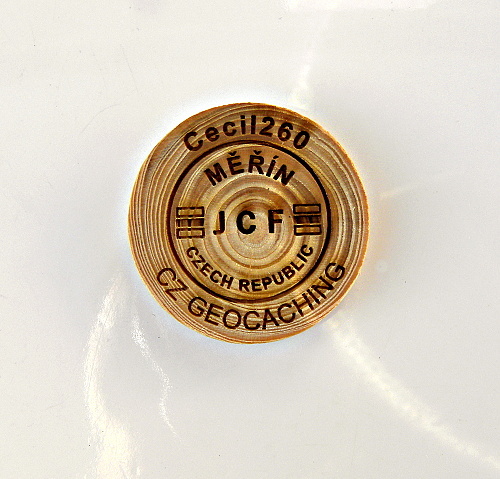 Cecil260
MĚŘÍN
JCF
CZECH REPUBLIC
CZ GEOCACHING